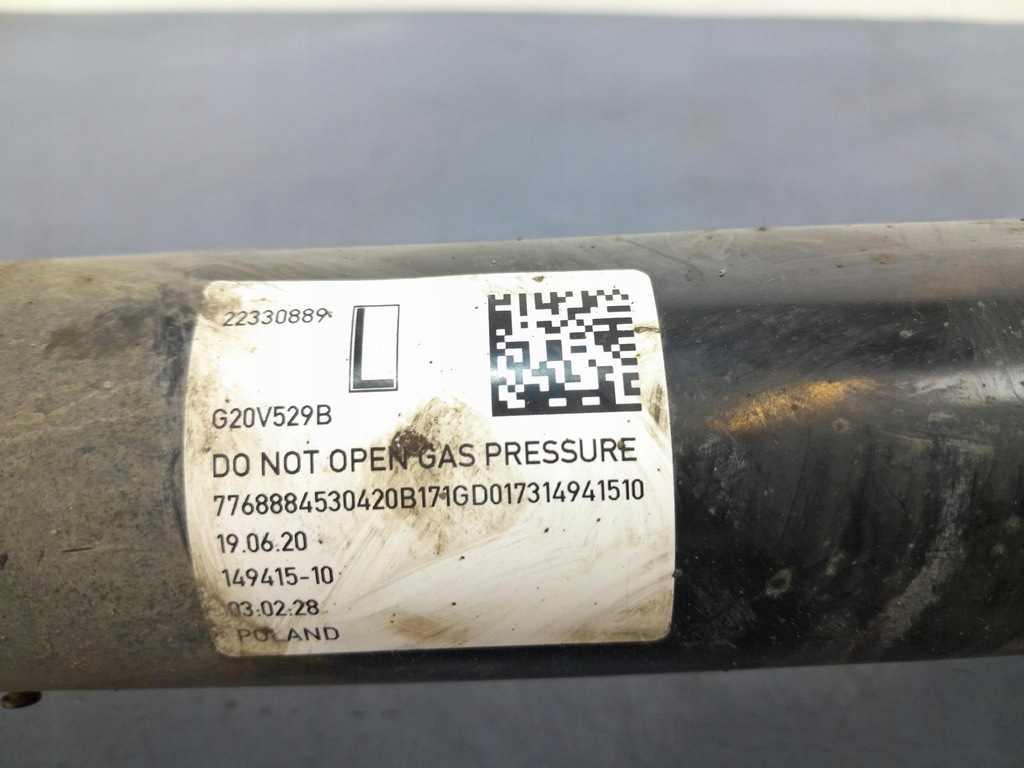 22330889
L
G20V529B
DO NOT OPEN GAS PRESSURE
7768884530420B171GD017314941510
19.06.20
149415-10
03:02:28
POLAND